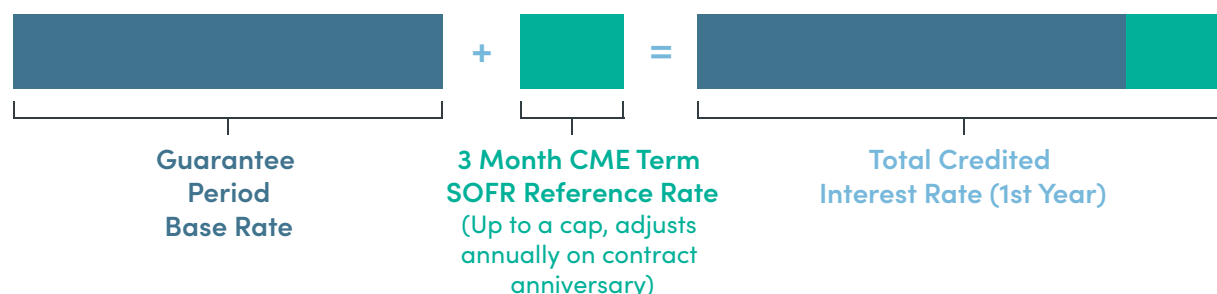 +
=
Guarantee
Period
Base Rate
3 Month CME Term
SOFR Reference Rate
(Up to a cap, adjusts
annually on contract
anniversary)
Total Credited
Interest Rate (1st Year)